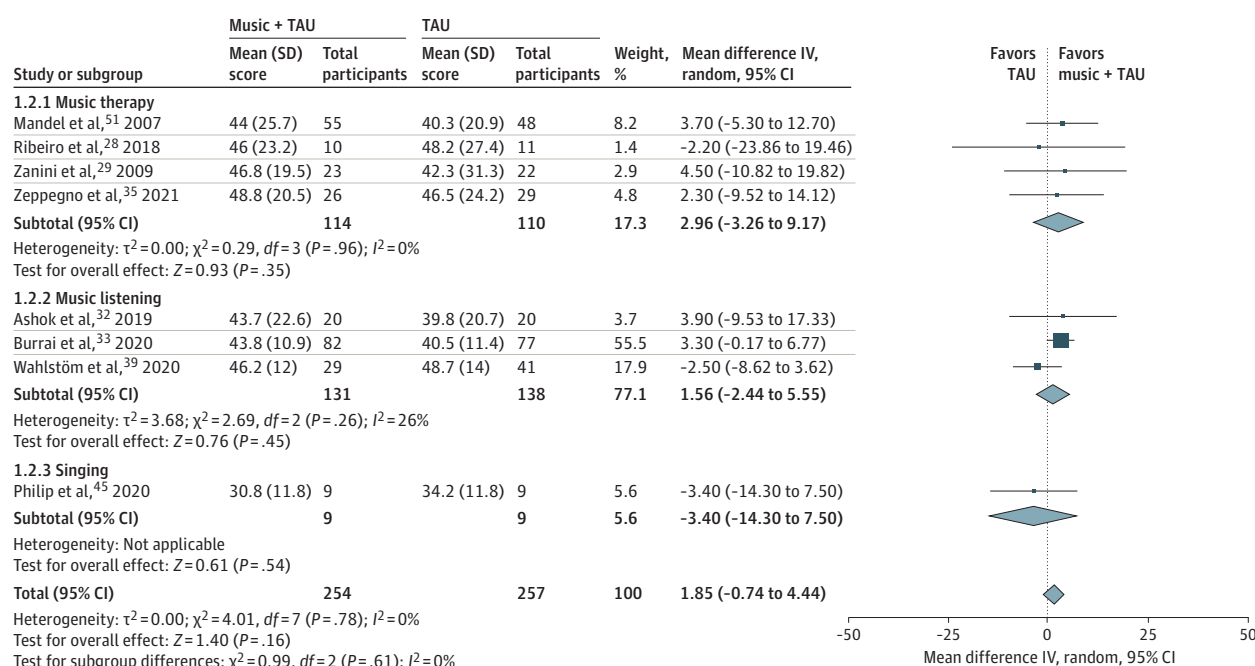 Music + TAU TAU
Mean (SD) Total Mean (SD) Total Weight, Mean difference IV, Favors Favors
Study or subgroup score participants score participants % random, 95% CI TAU music + TAU
1.2.1 Music therapy
Mandel et al,51 2007 44 (25.7) 55 40.3 (20.9) 48 8.2 3.70 (-5.30 to 12.70)
Ribeiro et al,28 2018 46 (23.2) 10 48.2 (27.4) 11 1.4 -2.20 (-23.86 to 19.46)
Zanini et al,29 2009 46.8 (19.5) 23 42.3 (31.3) 22 2.9 4.50 (-10.82 to 19.82)
Zeppegno et al,35 2021 48.8 (20.5) 26 46.5 (24.2) 29 4.8 2.30 (-9.52 to 14.12)
Subtotal (95% CI) 114 110 17.3 2.96 (-3.26 to 9.17)
Heterogeneity: τ2=0.00; χ2=0.29, df=3 (P=.96); I2=0%
Test for overall effect: Z=0.93 (P=.35)
1.2.2 Music listening
Ashok et al,32 2019 43.7 (22.6) 20 39.8 (20.7) 20 3.7 3.90 (-9.53 to 17.33)
Burrai et al,33 2020 43.8 (10.9) 82 40.5 (11.4) 77 55.5 3.30 (-0.17 to 6.77)
Wahlstöm et al,39 2020 46.2 (12) 29 48.7 (14) 41 17.9 -2.50 (-8.62 to 3.62)
Subtotal (95% CI) 131 138 77.1 1.56 (-2.44 to 5.55)
Heterogeneity: τ2=3.68; χ2=2.69, df=2 (P=.26); I2=26%
Test for overall effect: Z=0.76 (P=.45)
1.2.3 Singing
Philip et al,45 2020 30.8 (11.8) 9 34.2 (11.8) 9 5.6 -3.40 (-14.30 to 7.50)
Subtotal (95% CI) 9 9 5.6 -3.40 (-14.30 to 7.50)
Heterogeneity: Not applicable
Test for overall effect: Z=0.61 (P=.54)
Total (95% CI) 254 257 100 1.85 (-0.74 to 4.44)
Heterogeneity: τ2=0.00; χ2=4.01, df=7 (P=.78); I2=0%
Test for overall effect: Z=1.40 (P=.16)
Test for subgroup differences: χ2=0.99, df=2 (P=.61); I2=0%
-50 -25 0 25 50
Mean difference IV, random, 95% CI